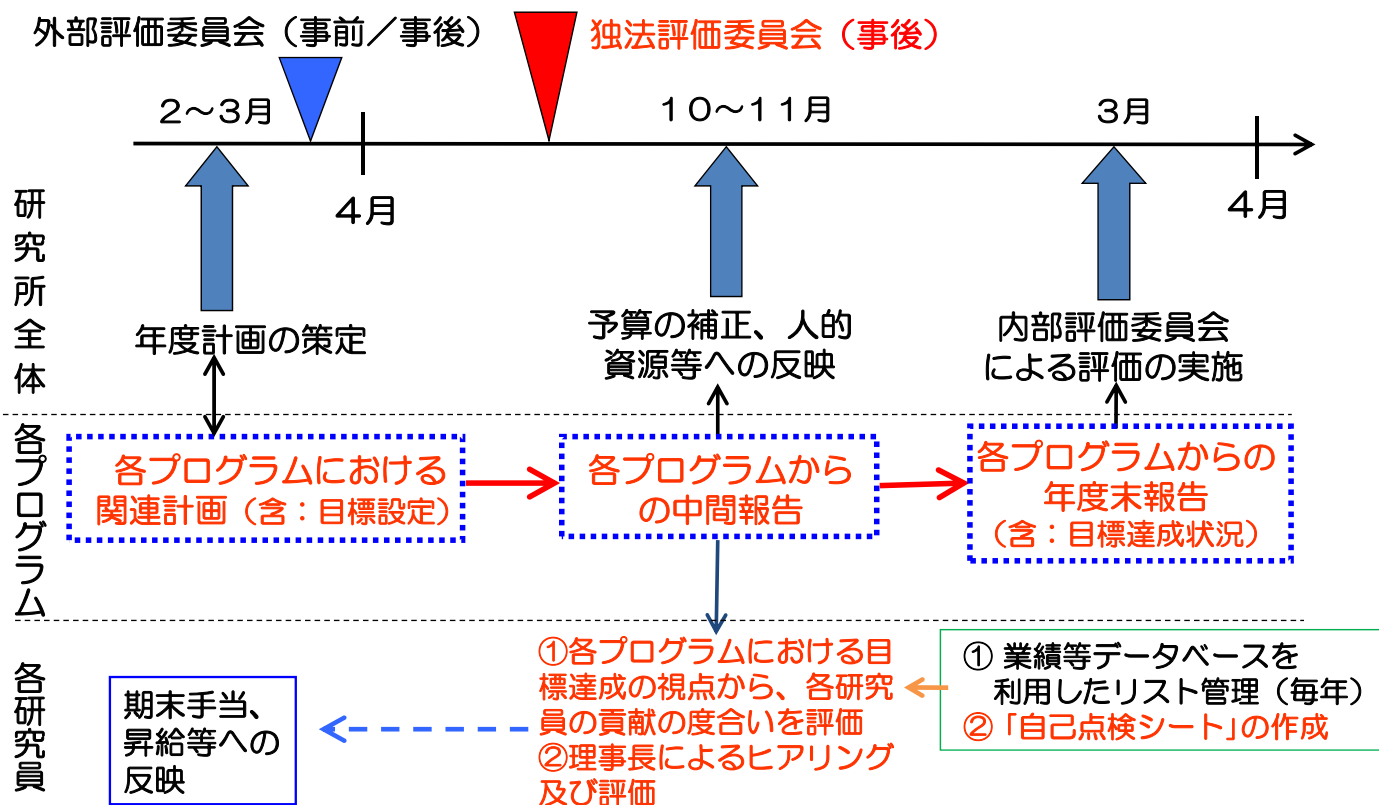 外部評価委員会（事前／事後）
独法評価委員会（事後）
２～３月
１０～１１月
３月
４月
４月
研究所全体
年度計画の策定
予算の補正、人的
資源等への反映
内部評価委員会
による評価の実施
各プログラム
各プログラムにおける
関連計画（含：目標設定）
各プログラムから
の中間報告
各プログラムからの
年度末報告
（含：目標達成状況）
各研究員
期末手当、
昇給等への
反映
①各プログラムにおける目
標達成の視点から、各研究
員の貢献の度合いを評価
②理事長によるヒアリング
及び評価
① 業績等データベースを
利用したリスト管理（毎年）
② 「自己点検シート」の作成